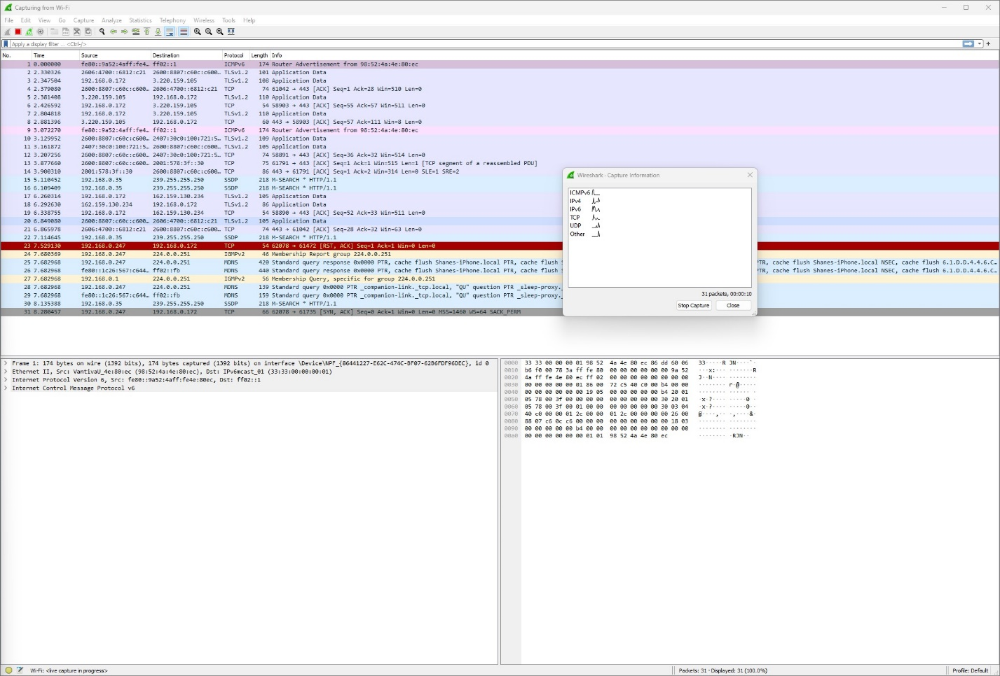 Capturing from Wi-Fi
File Edit View Go Capture Analyze Statistics Telephony Wireless Tools Help
Apply a display filter ... <Ctrl-/>
No. Time Source Destination Protocol Length Info
1 0.000000 fe80::9a52:4aff:fe4… ff02::1 ICMPv6 174 Router Advertisement from 98:52:4a:4e:80:ec
2 2.330326 2606:4700::6812:c21 2600:8807:c60c:c600… TLSv1.2 101 Application Data
3 2.347504 192.168.0.172 3.220.159.105 TLSv1.2 108 Application Data
4 2.379080 2600:8807:c60c:c600… 2606:4700::6812:c21 TCP 74 61042 → 443 [ACK] Seq=1 Ack=28 Win=510 Len=0
5 2.381408 3.220.159.105 192.168.0.172 TLSv1.2 110 Application Data
6 2.426592 192.168.0.172 3.220.159.105 TCP 54 58903 → 443 [ACK] Seq=55 Ack=57 Win=511 Len=0
7 2.804818 3.220.159.105 192.168.0.172 TLSv1.2 110 Application Data
8 2.881396 3.220.159.105 192.168.0.172 TCP 60 443 → 58903 [ACK] Seq=57 Ack=111 Win=8 Len=0
9 3.072270 fe80::9a52:4aff:fe4… ff02::1 ICMPv6 174 Router Advertisement from 98:52:4a:4e:80:ec
10 3.129952 2600:8807:c60c:c600… 2407:30c0:100:721:5… TLSv1.2 109 Application Data
11 3.161872 2407:30c0:100:721:5… 2600:8807:c60c:c600… TLSv1.2 105 Application Data
12 3.207256 2600:8807:c60c:c600… 2407:30c0:100:721:5… TCP 74 58891 → 443 [ACK] Seq=36 Ack=32 Win=514 Len=0
13 3.877660 2600:8807:c60c:c600… 2001:578:3f::30 TCP 75 61791 → 443 [ACK] Seq=1 Ack=1 Win=515 Len=1 [TCP segment of a reassembled PDU]
14 3.900310 2001:578:3f::30 2600:8807:c60c:c600… TCP 86 443 → 61791 [ACK] Seq=1 Ack=2 Win=314 Len=0 SLE=1 SRE=2
15 5.110452 192.168.0.35 239.255.255.250 SSDP 218 M-SEARCH * HTTP/1.1
16 6.109409 192.168.0.35 239.255.255.250 SSDP 218 M-SEARCH * HTTP/1.1
17 6.260314 192.168.0.172 162.159.130.234 TLSv1.2 105 Application Data
18 6.292630 162.159.130.234 192.168.0.172 TLSv1.2 86 Application Data
19 6.338755 192.168.0.172 162.159.130.234 TCP 54 58890 → 443 [ACK] Seq=52 Ack=33 Win=511 Len=0
20 6.849080 2600:8807:c60c:c600… 2606:4700::6812:c21 TLSv1.2 105 Application Data
21 6.865978 2606:4700::6812:c21 2600:8807:c60c:c600… TCP 74 443 → 61042 [ACK] Seq=28 Ack=32 Win=63 Len=0
22 7.114645 192.168.0.35 239.255.255.250 SSDP 218 M-SEARCH * HTTP/1.1
23 7.529130 192.168.0.247 192.168.0.172 TCP 54 62078 → 61472 [RST, ACK] Seq=1 Ack=1 Win=0 Len=0
24 7.680369 192.168.0.247 224.0.0.251 IGMPv2 46 Membership Report group 224.0.0.251
25 7.682968 192.168.0.247 224.0.0.251 MDNS 420 Standard query response 0x0000 PTR, cache flush Shanes-iPhone.local PTR, cache flush S TR, cache flush Shanes-iPhone.local NSEC, cache flush 6.1.D.D.4.4.6.C…
26 7.682968 fe80::1c26:567:c644… ff02::fb MDNS 440 Standard query response 0x0000 PTR, cache flush Shanes-iPhone.local PTR, cache flush S TR, cache flush Shanes-iPhone.local NSEC, cache flush 6.1.D.D.4.4.6.C…
27 7.682968 192.168.0.1 224.0.0.251 IGMPv2 56 Membership Query, specific for group 224.0.0.251
28 7.682968 192.168.0.247 224.0.0.251 MDNS 139 Standard query 0x0000 PTR _companion-link._tcp.local, "QU" question PTR _sleep-proxy._
29 7.682968 fe80::1c26:567:c644… ff02::fb MDNS 159 Standard query 0x0000 PTR _companion-link._tcp.local, "QU" question PTR _sleep-proxy._
30 8.135388 192.168.0.35 239.255.255.250 SSDP 218 M-SEARCH * HTTP/1.1
31 8.280457 192.168.0.247 192.168.0.172 TCP 66 62078 → 61735 [SYN, ACK] Seq=0 Ack=1 Win=0 Len=0 MSS=1460 WS=64 SACK_PERM
Wireshark · Capture Information
ICMPv6
IPv4
IPv6
TCP
UDP
Other
31 packets, 00:00:10
Stop Capture Close
Frame 1: 174 bytes on wire (1392 bits), 174 bytes captured (1392 bits) on interface \Device\NPF_{86441227-E62C-474C-BF07-62B6FDF96DEC}, id 0
Ethernet II, Src: VantivaU_4e:80:ec (98:52:4a:4e:80:ec), Dst: IPv6mcast_01 (33:33:00:00:00:01)
Internet Protocol Version 6, Src: fe80::9a52:4aff:fe4e:80ec, Dst: ff02::1
Internet Control Message Protocol v6
0000 33 33 00 00 00 01 98 52 4a 4e 80 ec 86 dd 60 06 33·····R JN····`·
0010 b6 f0 00 78 3a ff fe 80 00 00 00 00 00 00 9a 52 ···x:··· ·······R
0020 4a ff fe 4e 80 ec ff 02 00 00 00 00 00 00 00 00 J··N···· ········
0030 00 00 00 00 00 01 86 00 72 c5 40 c0 00 b4 00 00 ········ r·@·····
0040 00 00 00 00 00 00 19 05 00 00 00 00 00 b4 20 01 ········ ······ ·
0050 05 78 00 3f 00 00 00 00 00 00 00 00 00 30 20 01 ·x·?···· ·····0 ·
0060 05 78 00 3f 00 01 00 00 00 00 00 00 00 30 03 04 ·x·?···· ·····0··
0070 40 c0 00 00 01 2c 00 00 01 2c 00 00 00 00 26 00 @····,·· ·,····&·
0080 88 07 c6 0c c6 00 00 00 00 00 00 00 00 00 18 03 ········ ········
0090 00 00 00 00 00 b4 00 00 00 00 00 00 00 00 00 00 ········ ········
00a0 00 00 00 00 00 00 01 01 98 52 4a 4e 80 ec ········ ·RJN··
Wi-Fi: <live capture in progress> Packets: 31 · Displayed: 31 (100.0%) Profile: Default